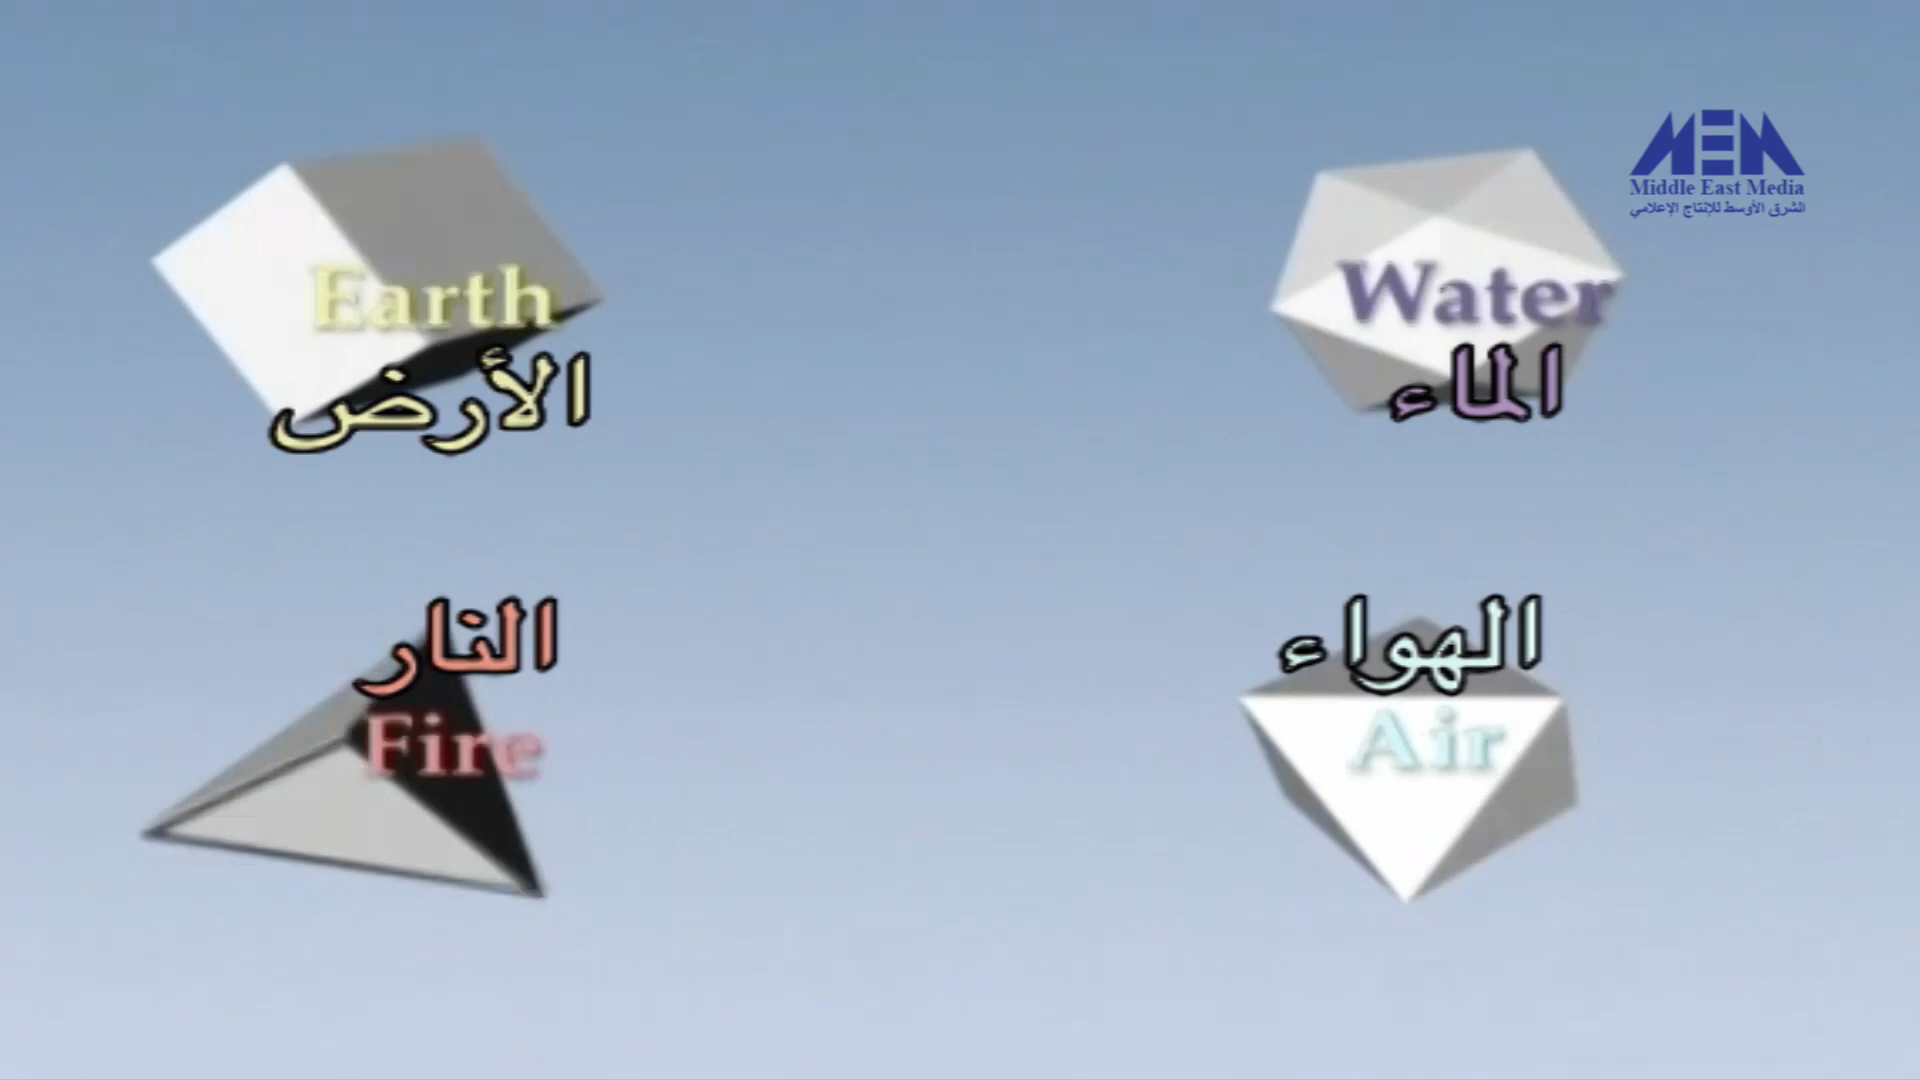 MEM
Middle East Media
الشرق الأوسط للإنتاج الإعلامي
Earth
الأرض
Water
الماء
النار
Fire
الهواء
Air